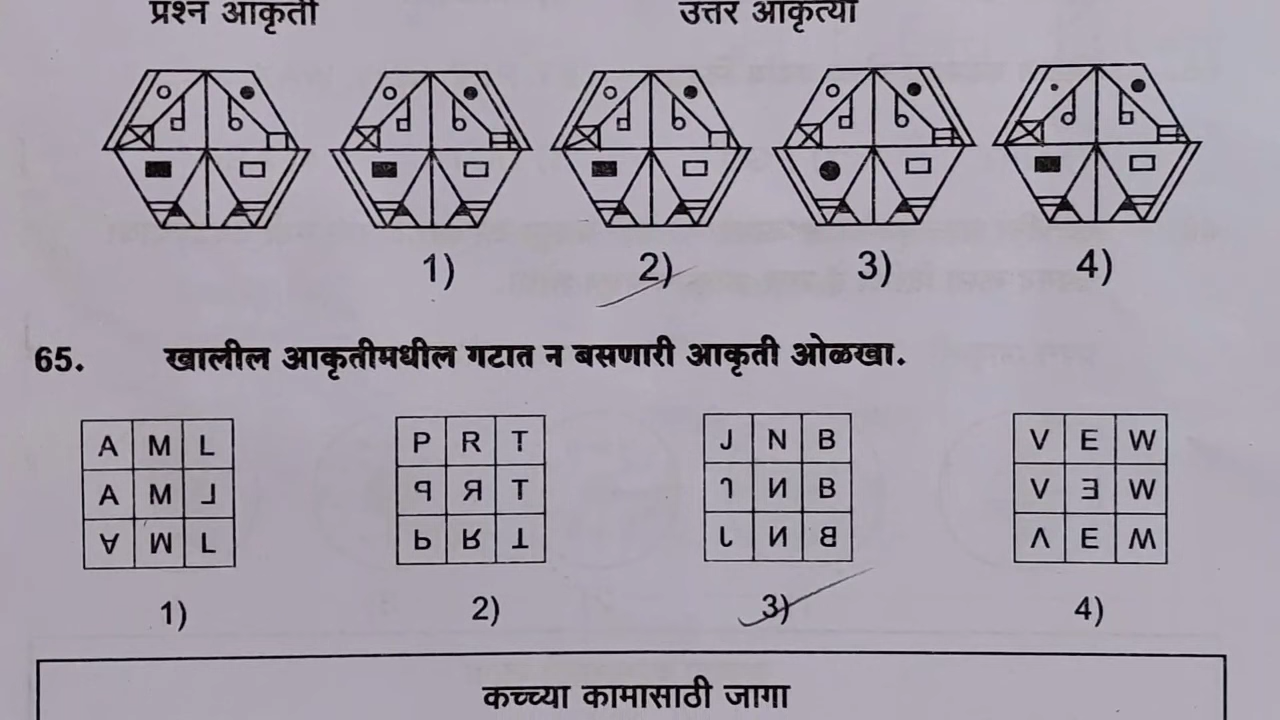 प्रश्न आकृती उत्तर आकृत्या
1) 2) 3) 4)
65. खालील आकृतीमधील गटात न बसणारी आकृती ओळखा.
A M L P R T J N B V E W
A M ⅃ ꟼ Я T И B V Ǝ W
∀ W P R ⊥ И B Λ E M
1) 2) 3) 4)
कच्च्या कामासाठी जागा